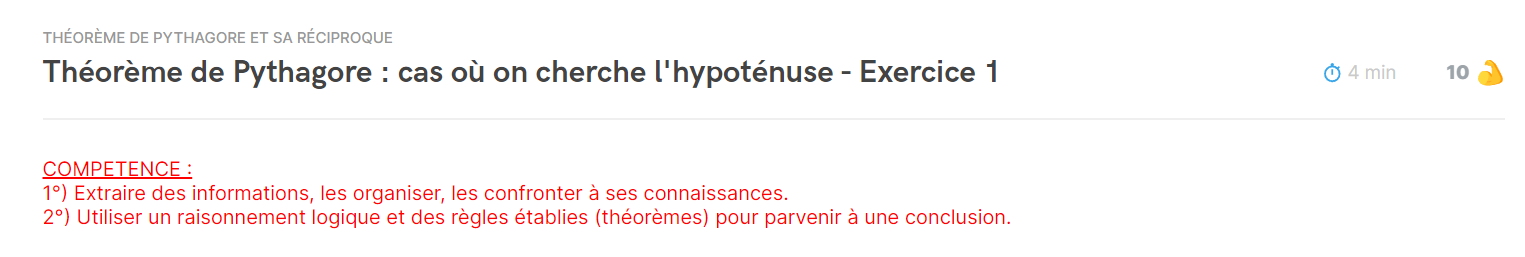 THÉORÈME DE PYTHAGORE ET SA RÉCIPROQUE
Théorème de Pythagore : cas où on cherche l'hypoténuse - Exercice 1
4 min
10
COMPETENCE :
1°) Extraire des informations, les organiser, les confronter à ses connaissances.
2°) Utiliser un raisonnement logique et des règles établies (théorèmes) pour parvenir à une conclusion.